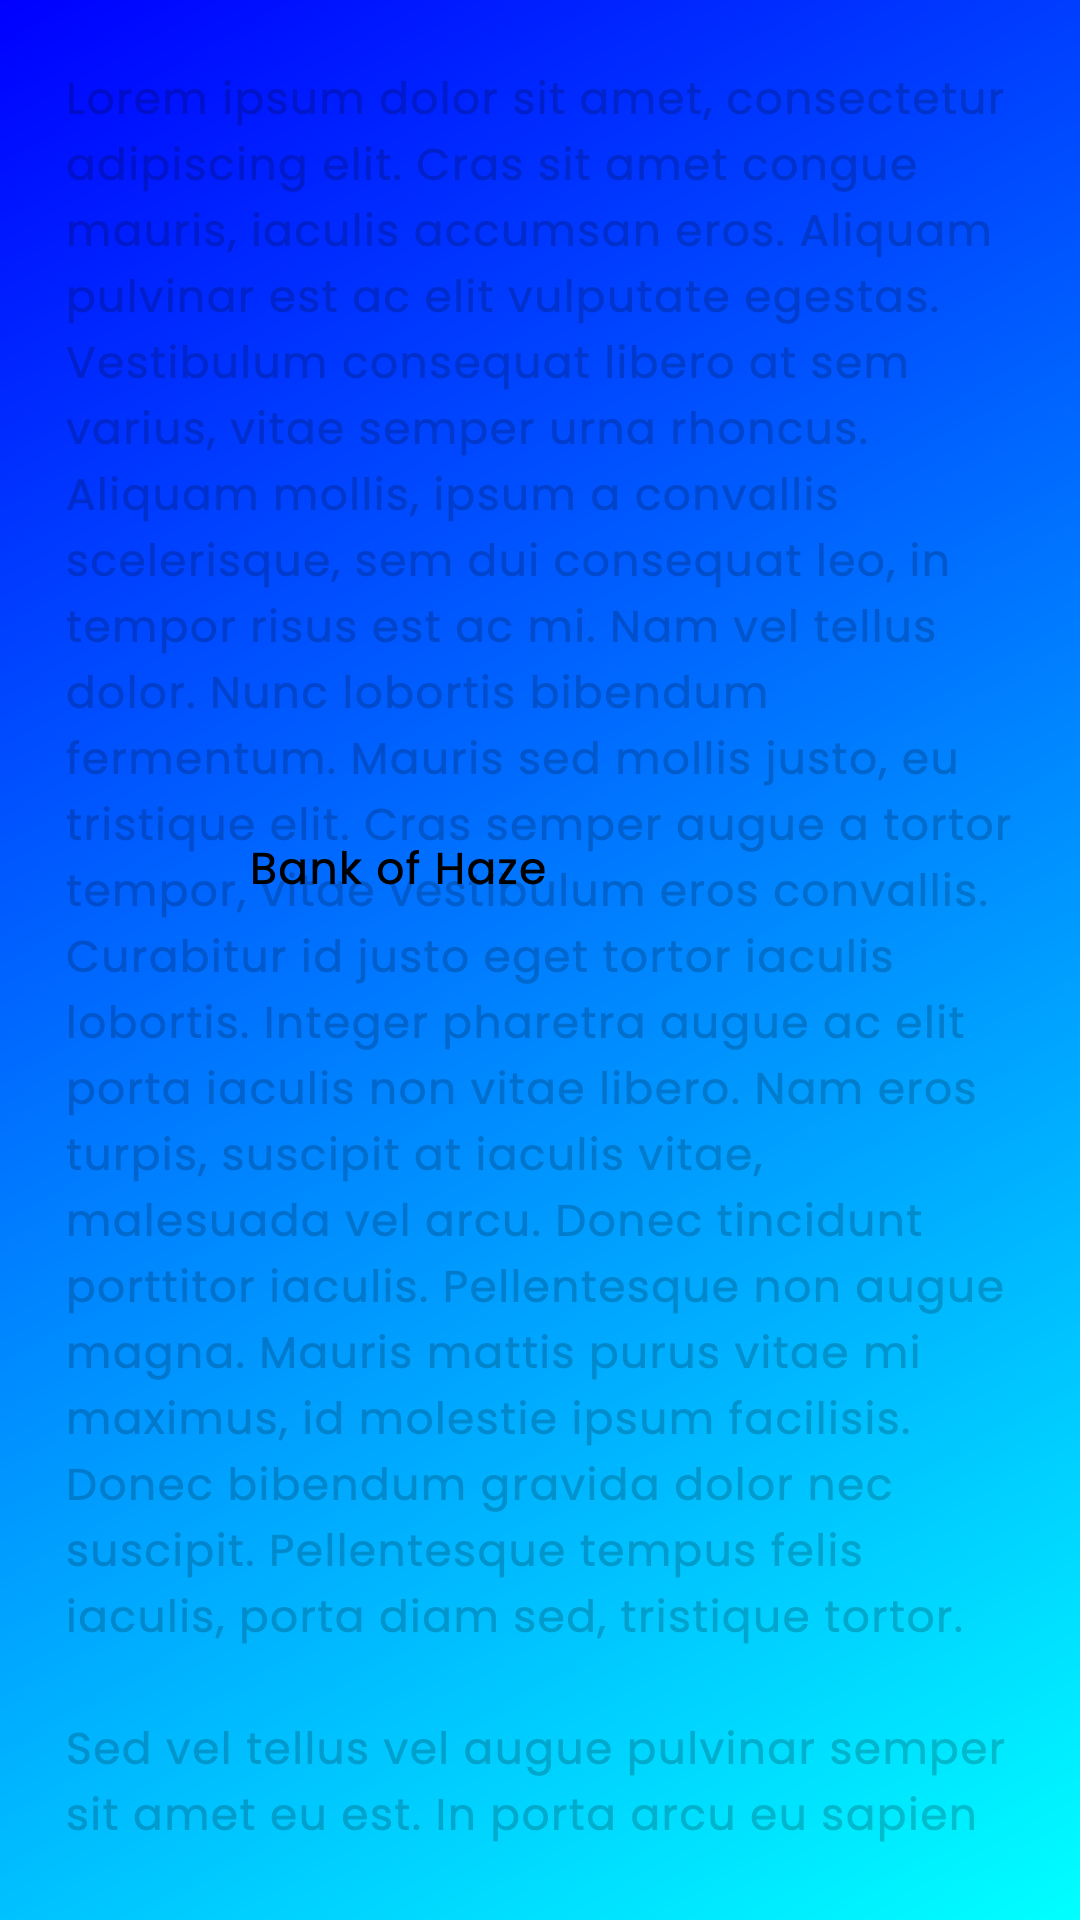 Lorem ipsum dolor sit amet, consectetur
adipiscing elit. Cras sit amet congue
mauris, iaculis accumsan eros. Aliquam
pulvinar est ac elit vulputate egestas.
Vestibulum consequat libero at sem
varius, vitae semper urna rhoncus.
Aliquam mollis, ipsum a convallis
scelerisque, sem dui consequat leo, in
tempor risus est ac mi. Nam vel tellus
dolor. Nunc lobortis bibendum
fermentum. Mauris sed mollis justo, eu
tristique elit. Cras semper augue a tortor
Bank of Haze
tempor, vitae vestibulum eros convallis.
Curabitur id justo eget tortor iaculis
lobortis. Integer pharetra augue ac elit
porta iaculis non vitae libero. Nam eros
turpis, suscipit at iaculis vitae,
malesuada vel arcu. Donec tincidunt
porttitor iaculis. Pellentesque non augue
magna. Mauris mattis purus vitae mi
maximus, id molestie ipsum facilisis.
Donec bibendum gravida dolor nec
suscipit. Pellentesque tempus felis
iaculis, porta diam sed, tristique tortor.
Sed vel tellus vel augue pulvinar semper
sit amet eu est. In porta arcu eu sapien